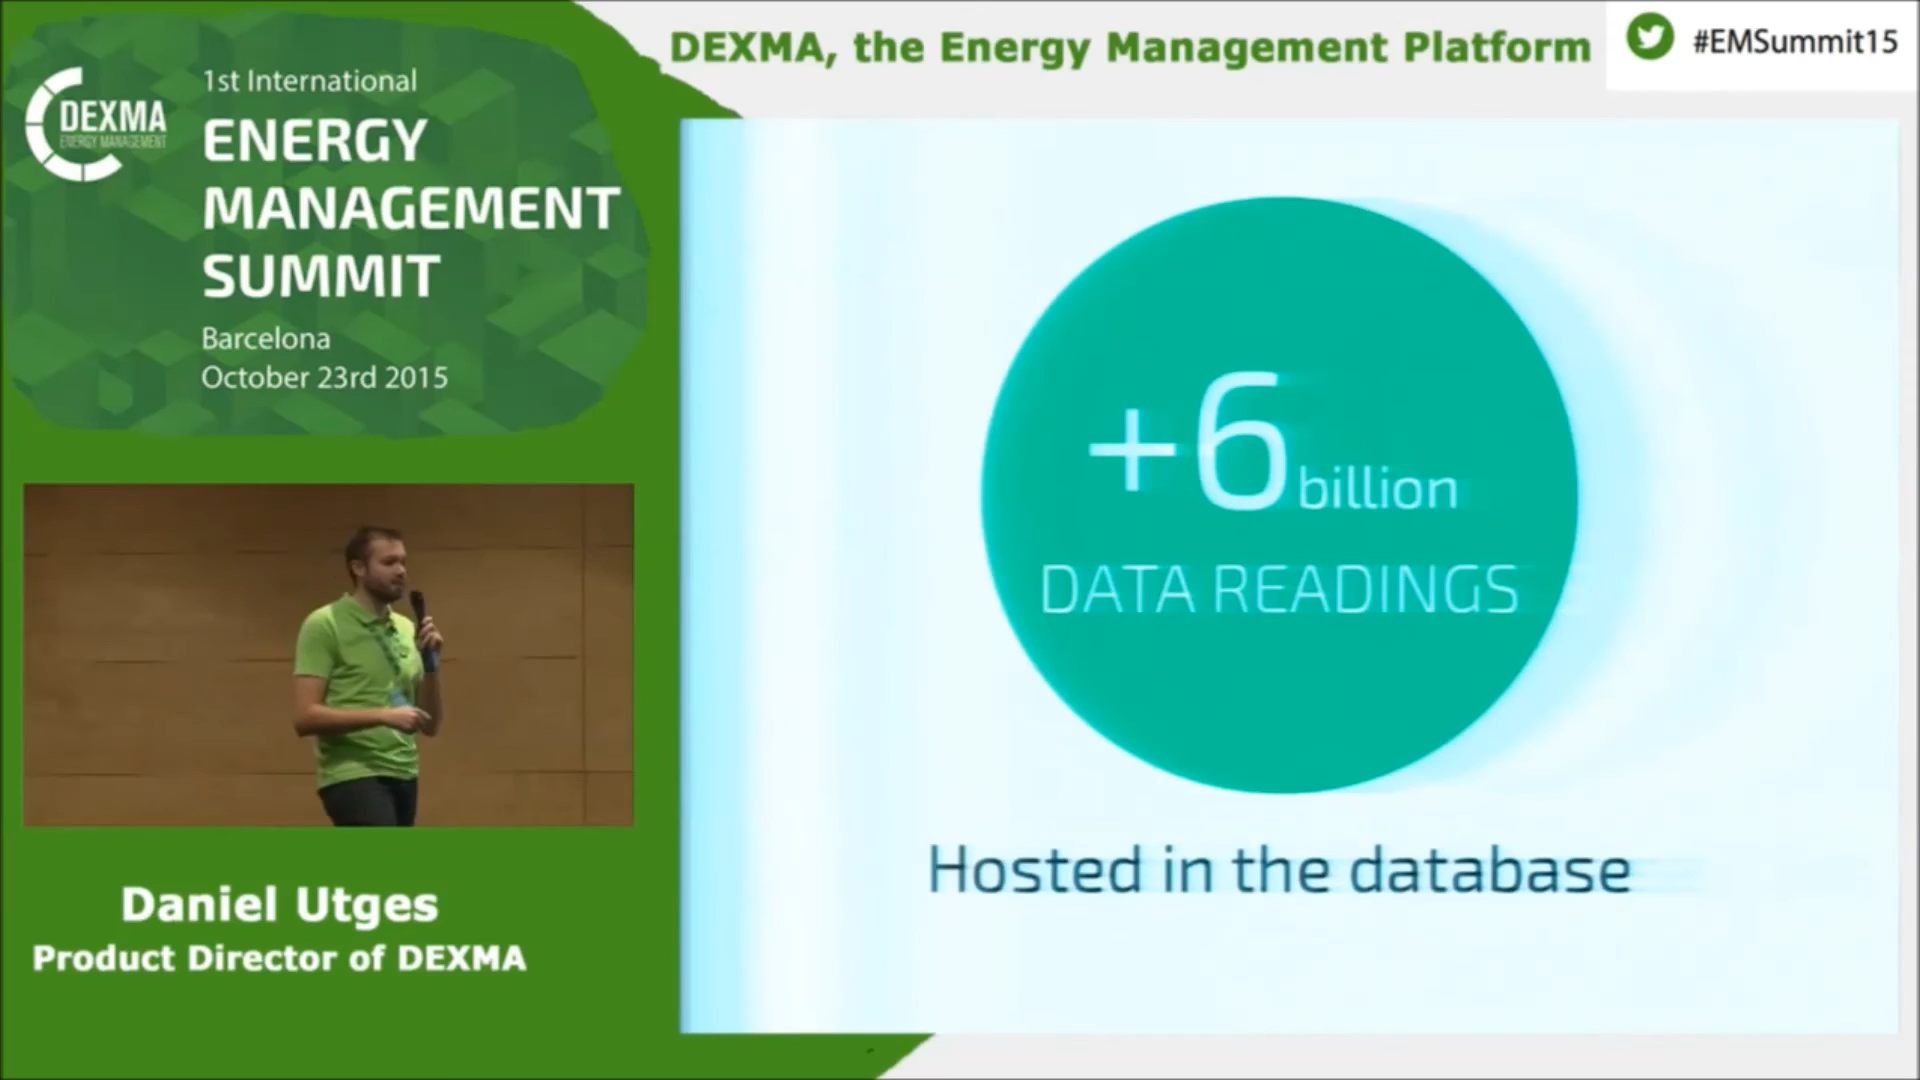 DEXMA
ENERGY MANAGEMENT
1st International
ENERGY
MANAGEMENT
SUMMIT
Barcelona
October 23rd 2015
DEXMA, the Energy Management Platform
#EMSummit15
+6 billion
DATA READINGS
Hosted in the database
Daniel Utges
Product Director of DEXMA